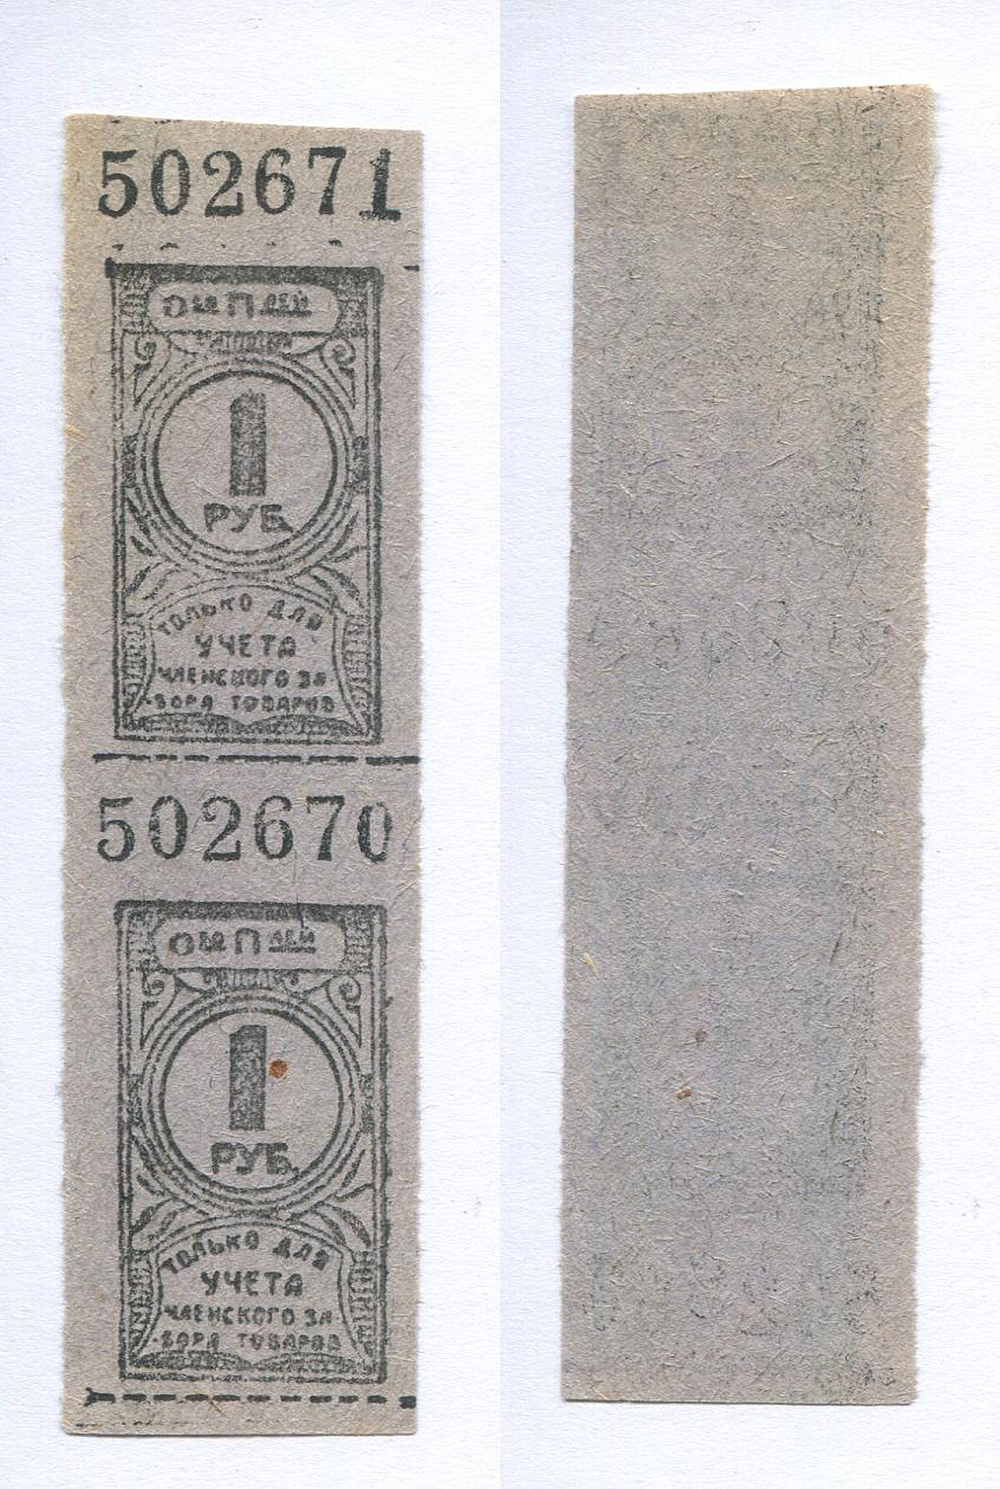 502671
1
РУБ.
ТОЛЬКО ДЛЯ
УЧЕТА
ЧЛЕНСКОГО ЗА-
БОРА ТОВАРОВ
502670
1
РУБ.
ТОЛЬКО ДЛЯ
УЧЕТА
ЧЛЕНСКОГО ЗА-
БОРА ТОВАРОВ